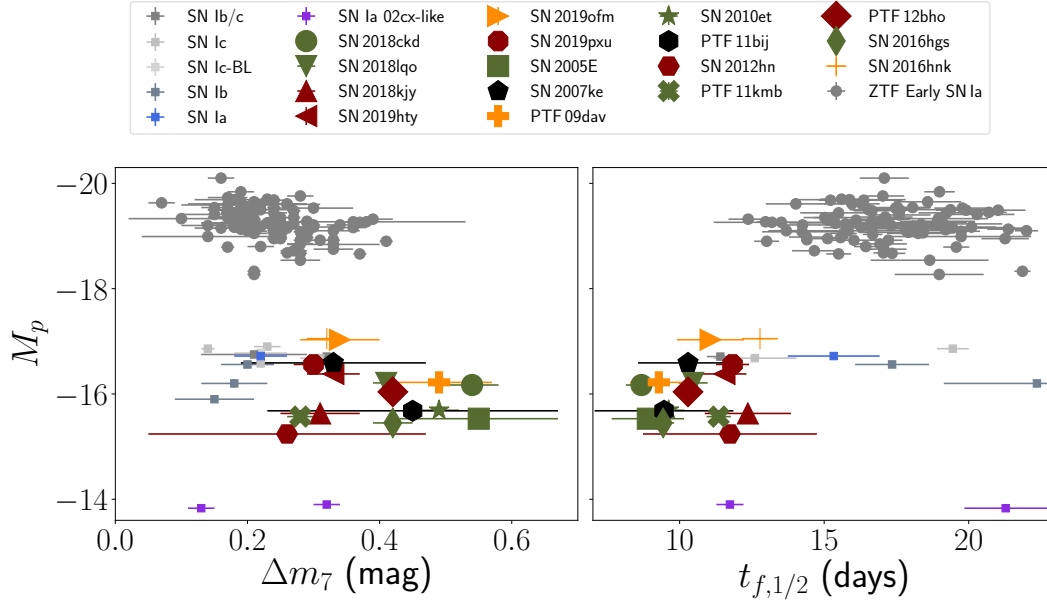 SN Ib/c SN Ia 02cx-like SN 2019ofm SN 2010et PTF 12bho
SN Ic SN 2018ckd SN 2019pxu PTF 11bij SN 2016hgs
SN Ic-BL SN 2018lqo SN 2005E SN 2012hn SN 2016hnk
SN Ib SN 2018kjy SN 2007ke PTF 11kmb ZTF Early SN Ia
SN Ia SN 2019hty PTF 09dav
−20
−18
−16
−14
M_p
0.0 0.2 0.4 0.6 10 15 20
Δm_7 (mag) t_{f,1/2} (days)